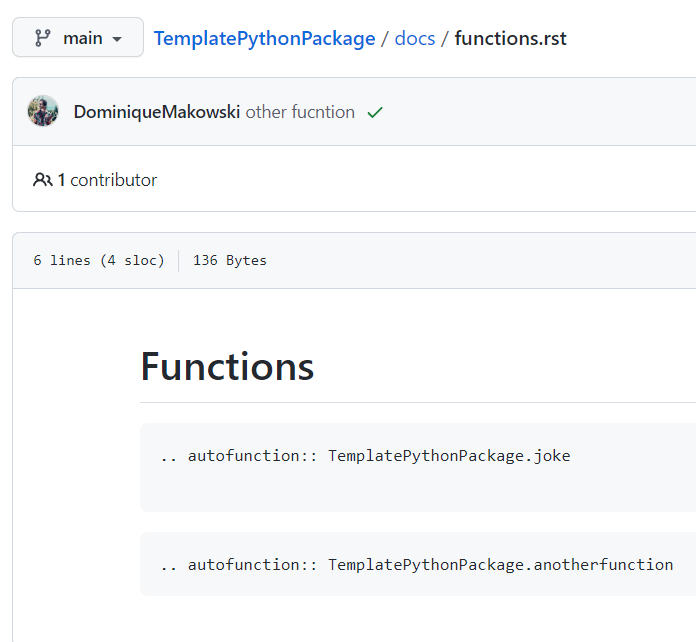 main TemplatePythonPackage / docs / functions.rst
DominiqueMakowski other fucntion
1 contributor
6 lines (4 sloc) 136 Bytes
Functions
.. autofunction:: TemplatePythonPackage.joke
.. autofunction:: TemplatePythonPackage.anotherfunction